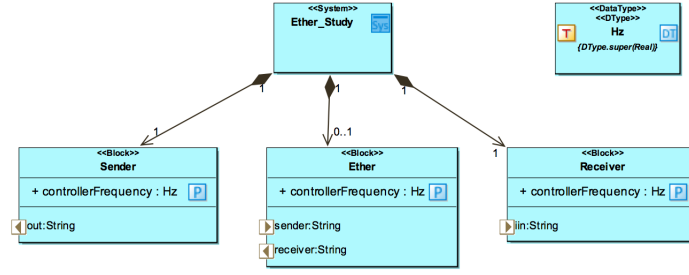 <<System>>
Ether_Study
Sys
<<DataType>>
<<DType>>
Hz
T
DT
{DType.super(Real)}
1
1
1
1
0..1
1
<<Block>>
Sender
+ controllerFrequency : Hz P
out:String
<<Block>>
Ether
+ controllerFrequency : Hz P
sender:String
receiver:String
<<Block>>
Receiver
+ controllerFrequency : Hz P
iin:String